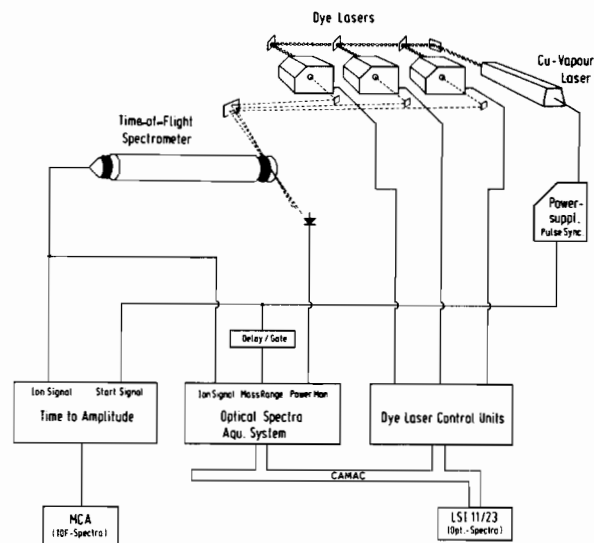 Dye Lasers
Cu-Vapour
Laser
Time-of-Flight
Spectrometer
Power-
suppl.
Pulse Sync.
Delay / Gate
Ion Signal Start Signal
Time to Amplitude
Ion Signal Mass Range Power Mon
Optical Spectra
Aqu. System
Dye Laser Control Units
CAMAC
MCA
(TOF-Spectra)
LSI 11/23
(Opt.-Spectra)